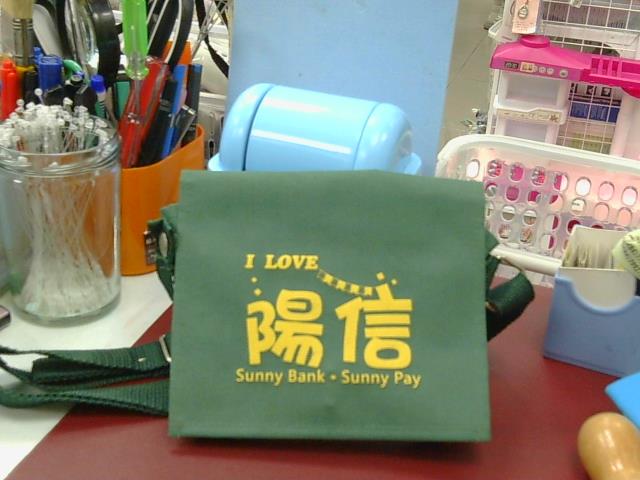 I LOVE
陽信
Sunny Bank • Sunny Pay